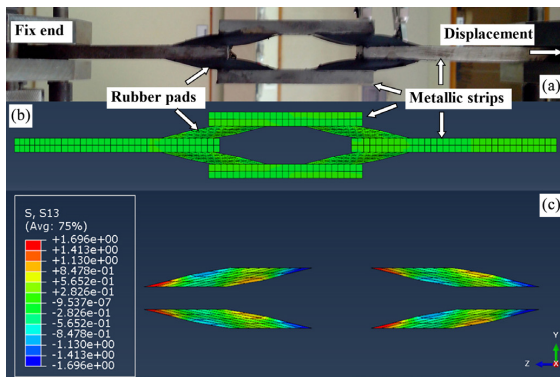 Fix end
Displacement
(a)
Rubber pads
Metallic strips
(b)
(c)
S, S13
(Avg: 75%)
+1.696e+00
+1.413e+00
+1.130e+00
+8.478e-01
+5.652e-01
+2.826e-01
-9.537e-07
-2.826e-01
-5.652e-01
-8.478e-01
-1.130e+00
-1.413e+00
-1.696e+00
Y
Z
X